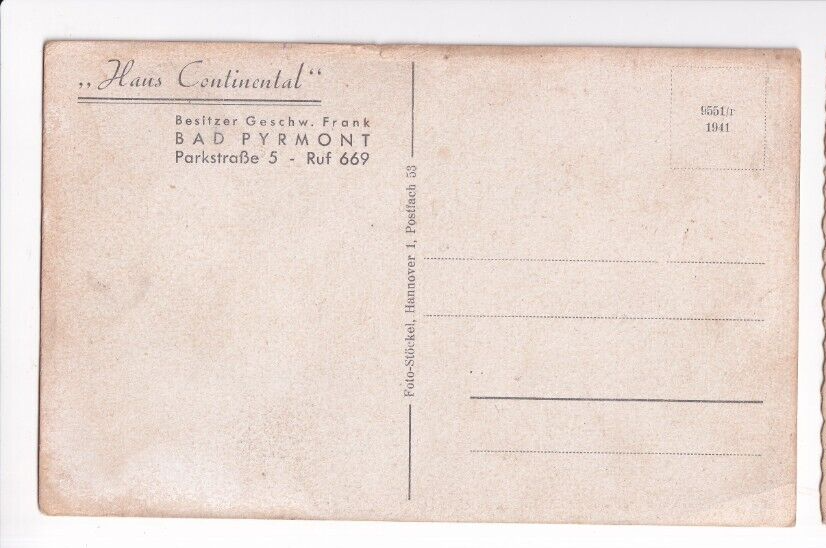 „Haus Continental“
Besitzer Geschw. Frank
BAD PYRMONT
Parkstraße 5 - Ruf 669
Foto-Stöckel, Hannover 1, Postfach 53
9551/r
1941